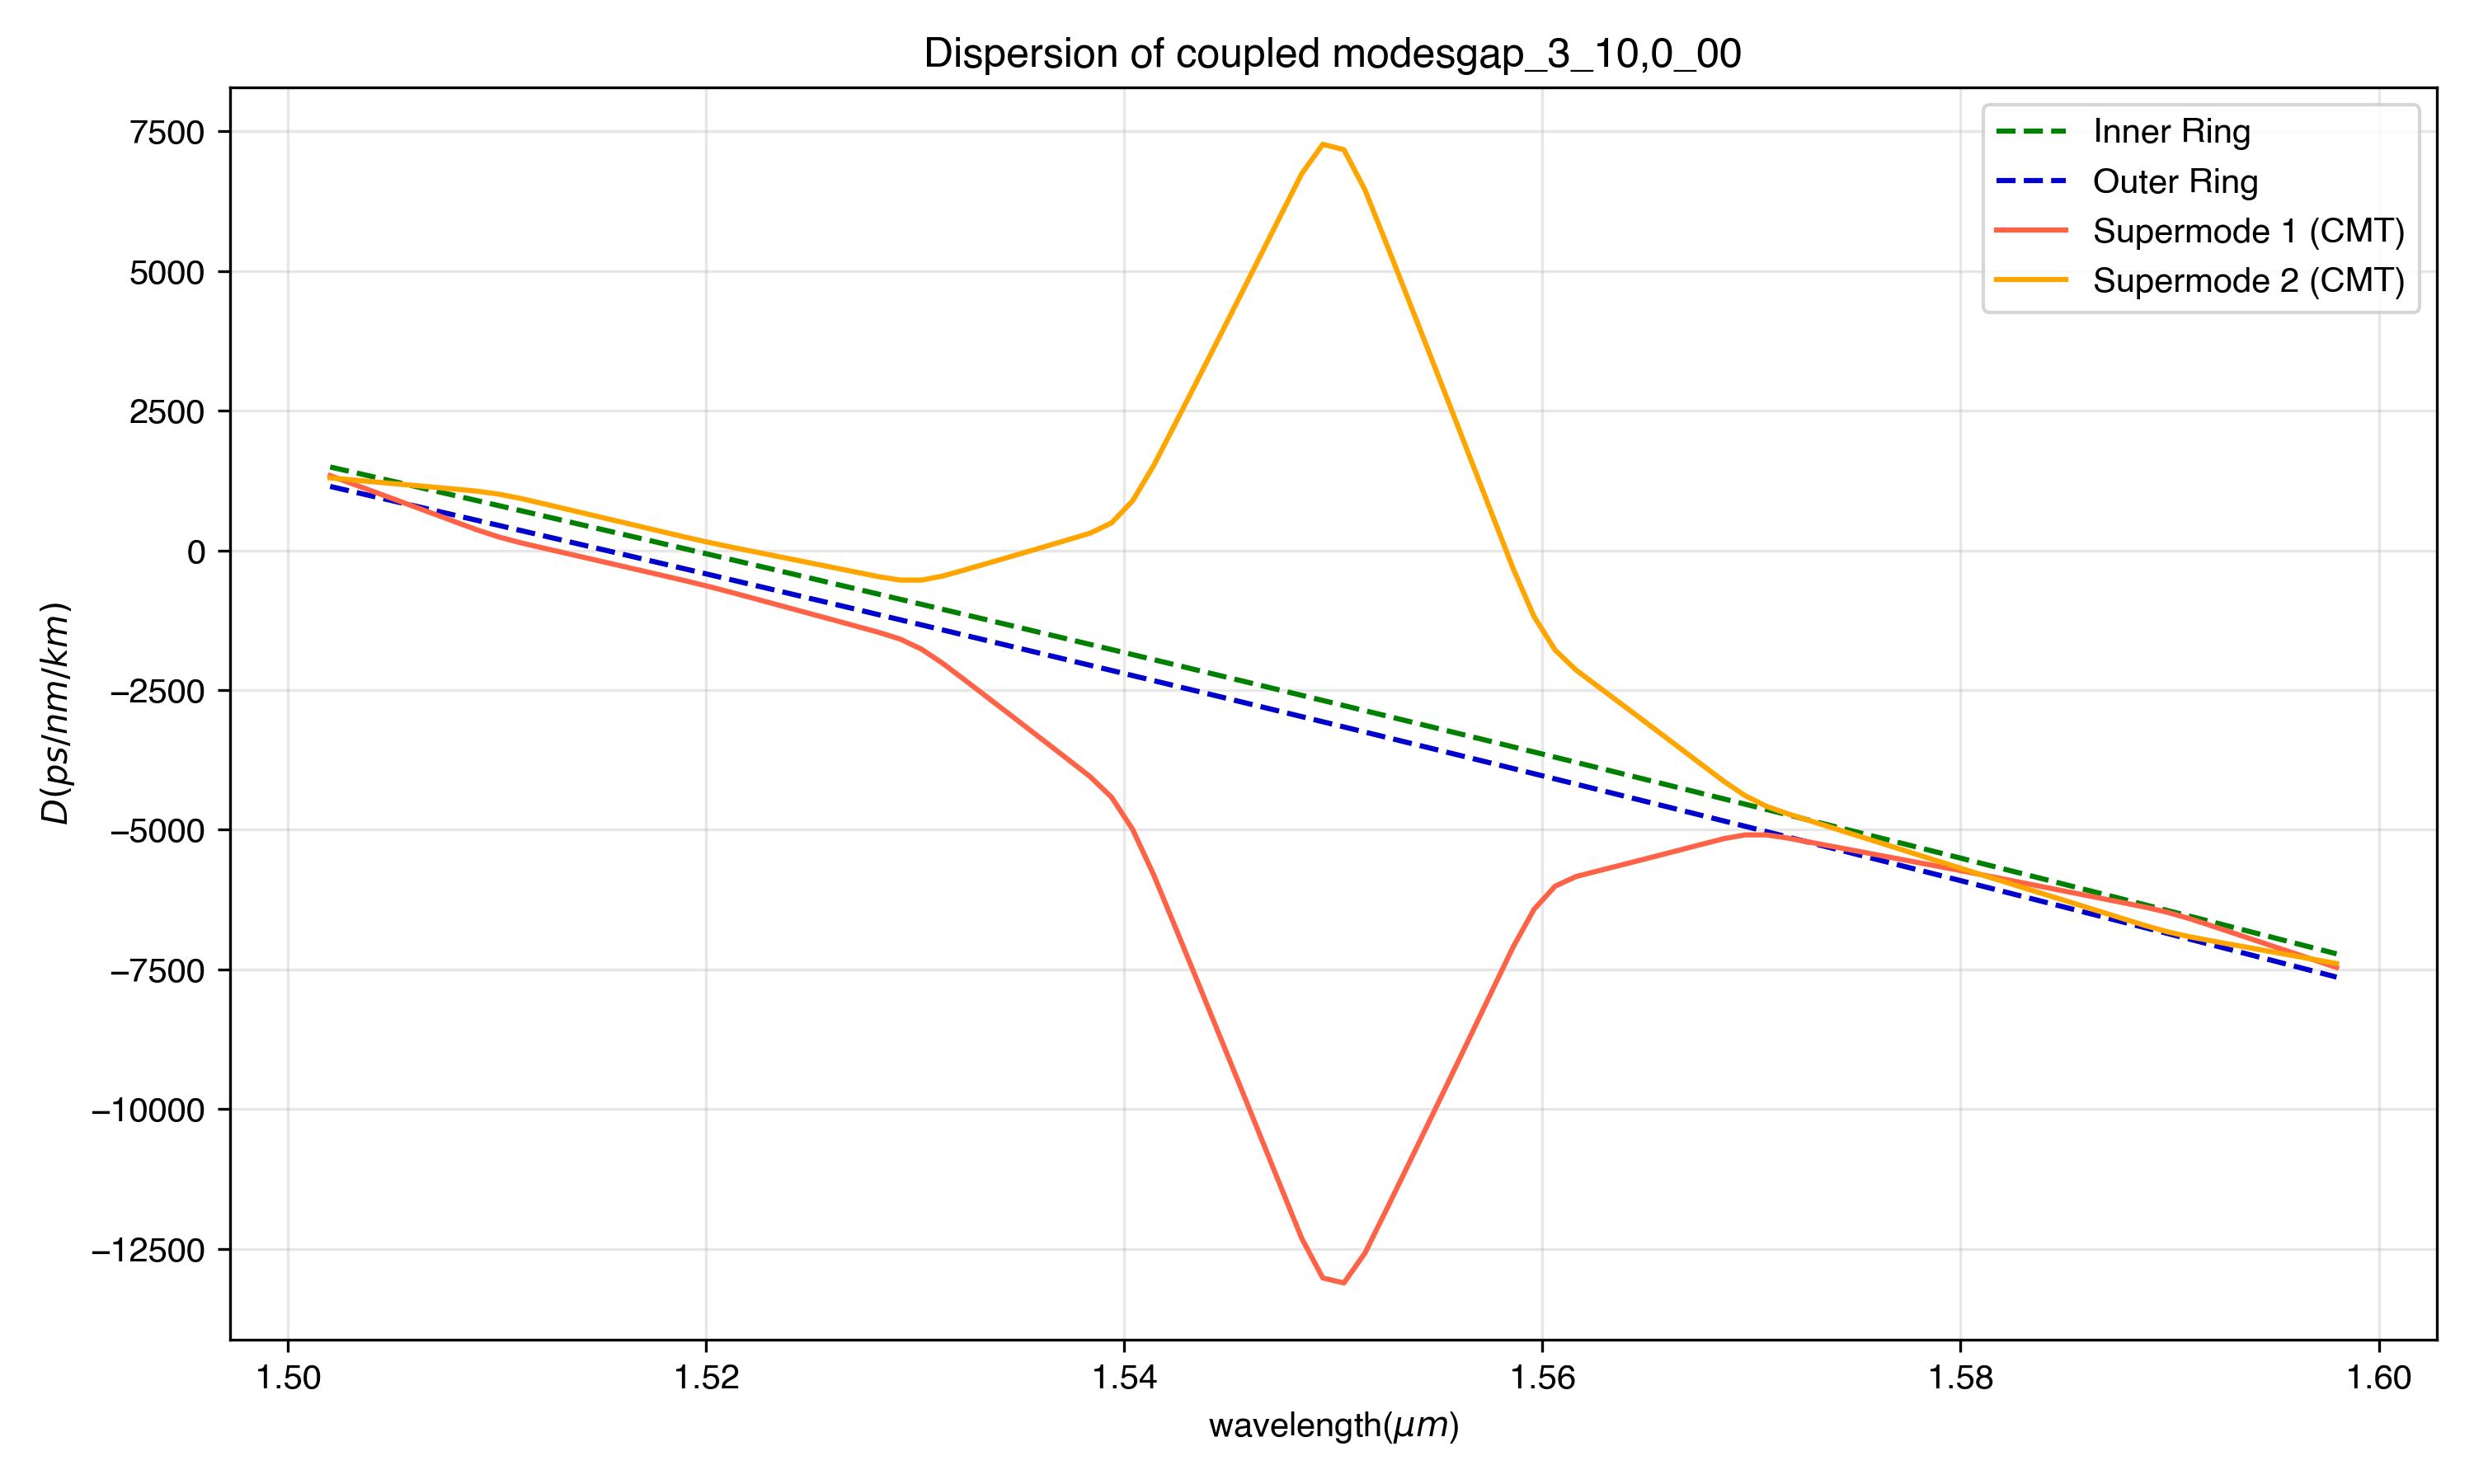 Dispersion of coupled modesgap_3_10,0_00
Inner Ring
Outer Ring
Supermode 1 (CMT)
Supermode 2 (CMT)
7500
5000
2500
0
−2500
−5000
−7500
−10000
−12500
D(ps/nm/km)
1.50 1.52 1.54 1.56 1.58 1.60
wavelength(μm)